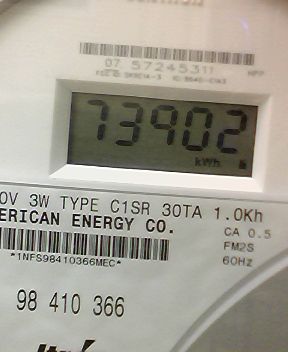 07 57245311
73902
kWh
0V 3W TYPE C1SR 30TA 1.0Kh
ERICAN ENERGY CO.
CA 0.5
FM2S
60Hz
*1NFS98410366MEC*
98 410 366